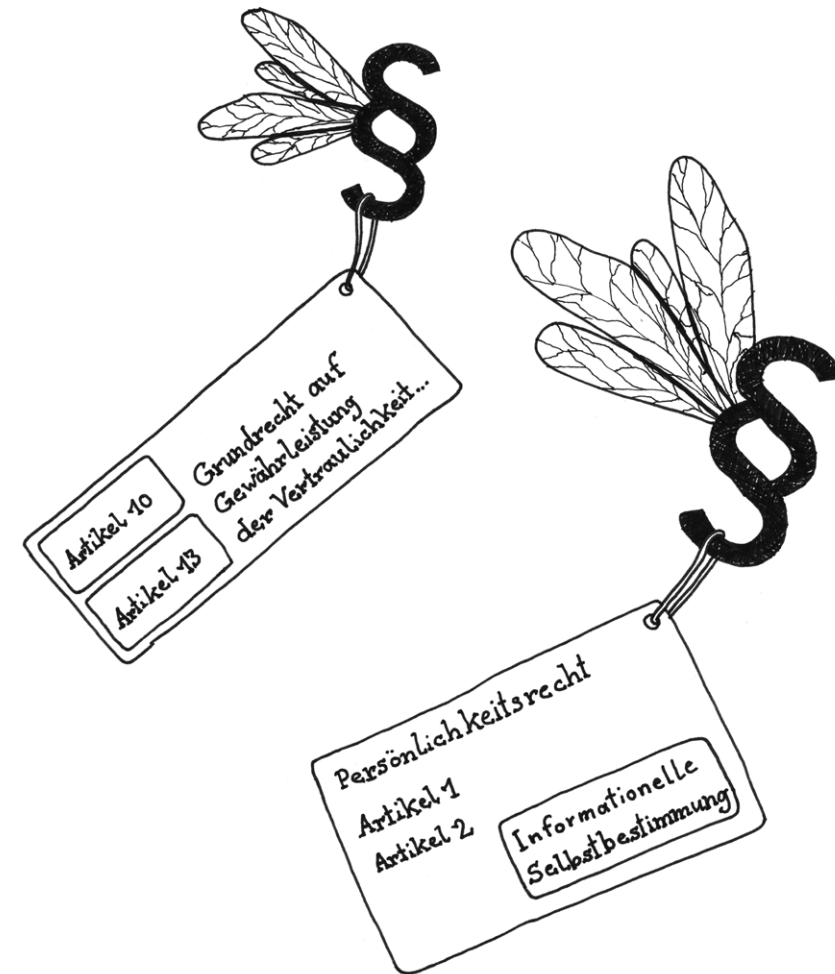 §
Grundrecht auf
Gewährleistung
der Vertraulichkeit...
Artikel 10
Artikel 13
§
Persönlichkeitsrecht
Artikel 1
Artikel 2
Informationelle
Selbstbestimmung